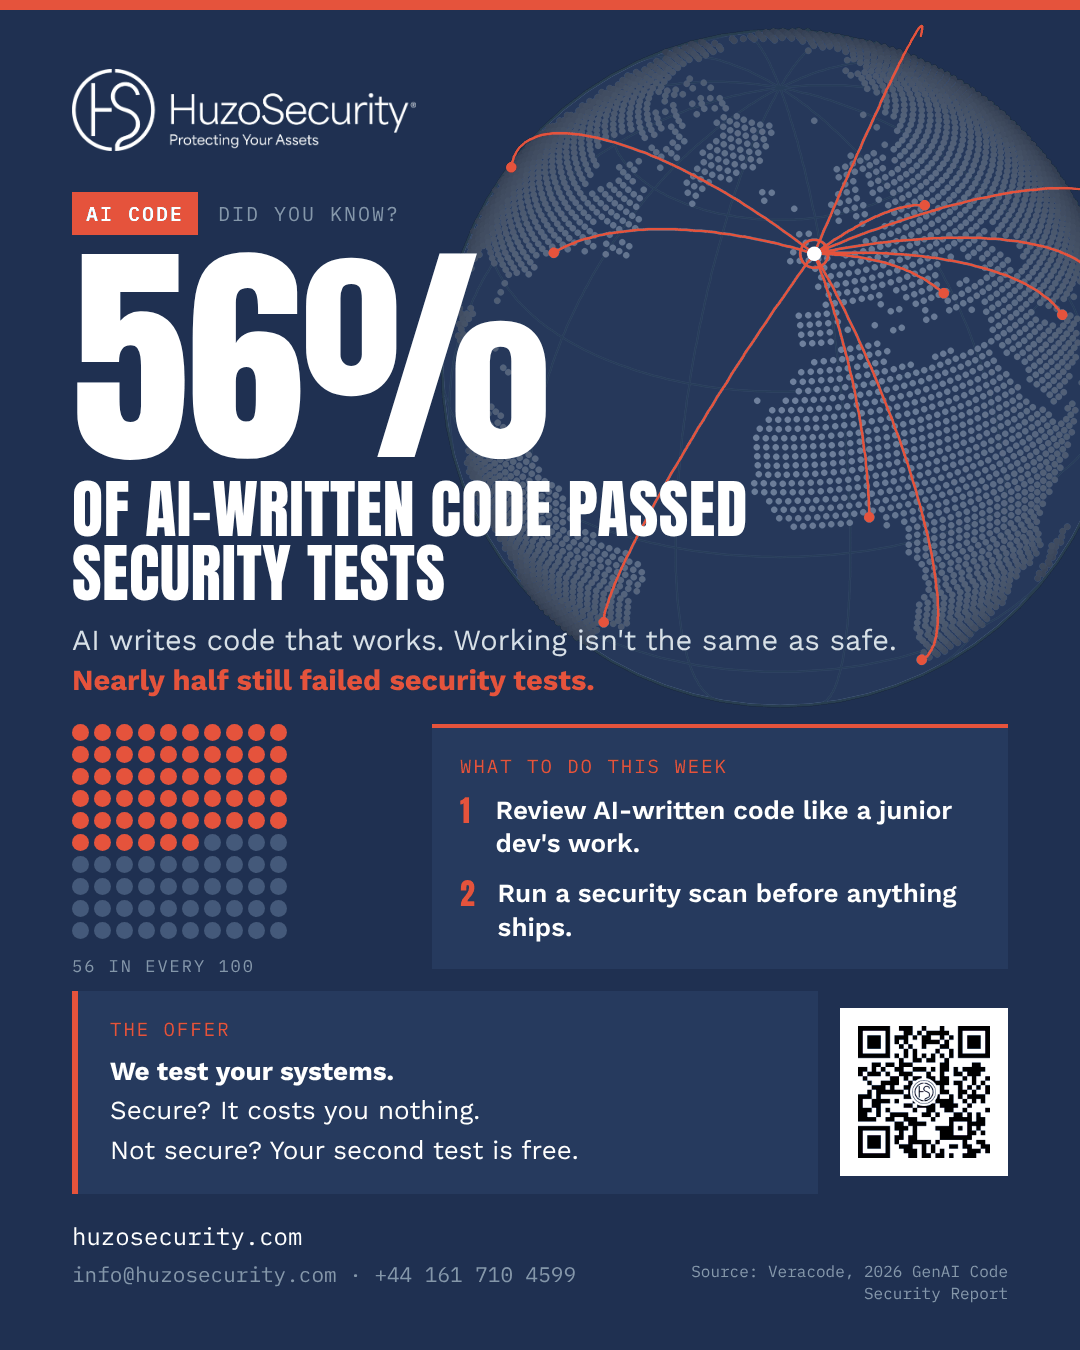 HS HuzoSecurity®
Protecting Your Assets
AI CODE DID YOU KNOW?
56%
OF AI-WRITTEN CODE PASSED
SECURITY TESTS
AI writes code that works. Working isn't the same as safe.
Nearly half still failed security tests.
WHAT TO DO THIS WEEK
1 Review AI-written code like a junior
dev's work.
2 Run a security scan before anything
ships.
56 IN EVERY 100
THE OFFER
We test your systems.
Secure? It costs you nothing.
Not secure? Your second test is free.
HS
huzosecurity.com
info@huzosecurity.com · +44 161 710 4599
Source: Veracode, 2026 GenAI Code
Security Report